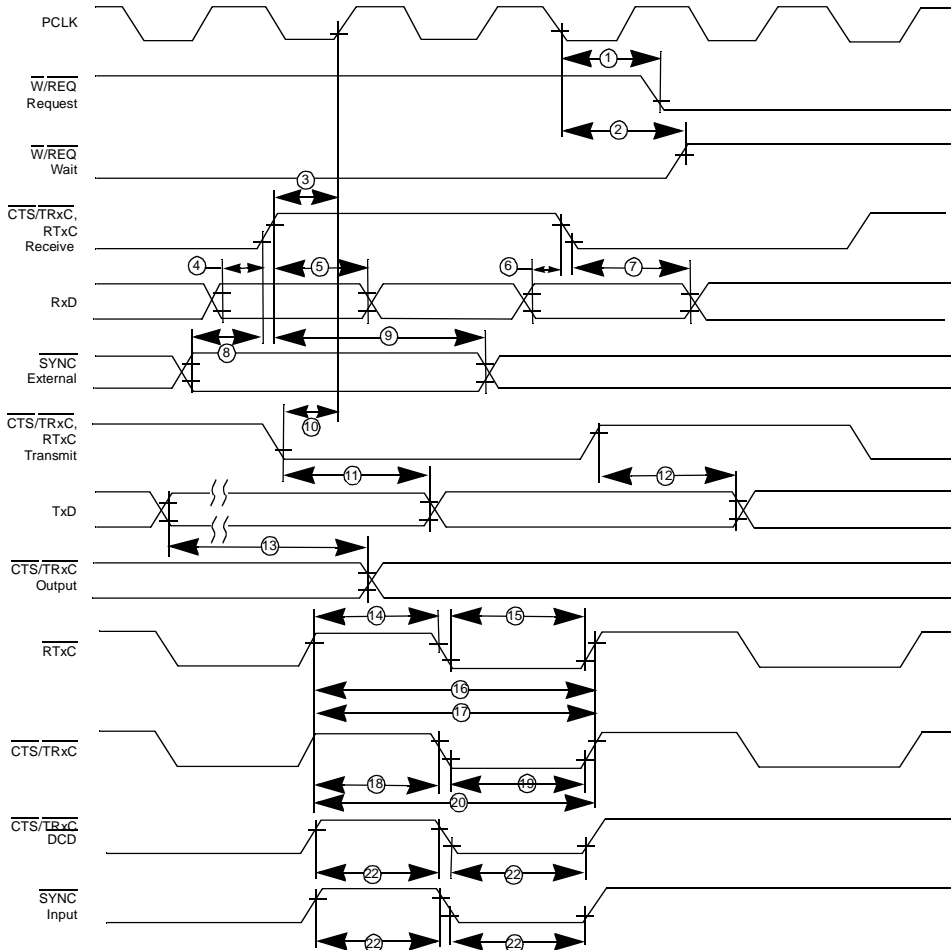 PCLK
1
W/REQ
Request
2
W/REQ
Wait
3
CTS/TRxC,
RTxC
Receive
4
5
6
7
RxD
8
9
SYNC
External
10
CTS/TRxC,
RTxC
Transmit
11
12
TxD
13
CTS/TRxC
Output
14
15
RTxC
16
17
CTS/TRxC
18
19
20
CTS/TRxC
DCD
22
22
SYNC
Input
22
22